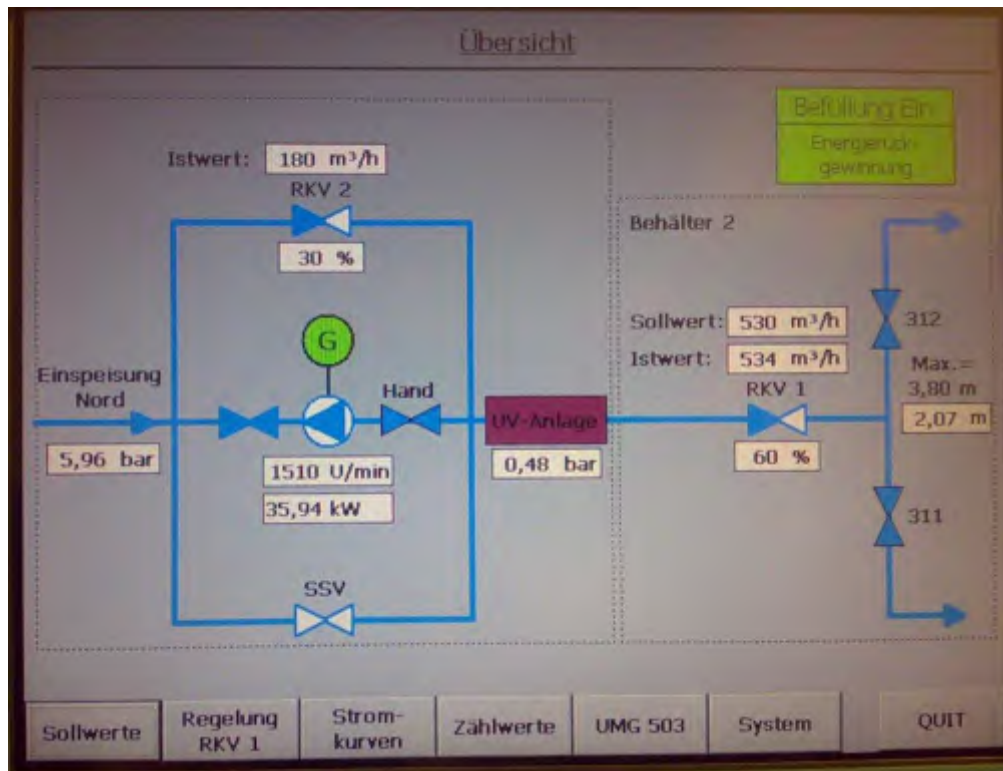 Übersicht
Befüllung Ein
Energierück-
gewinnung
Istwert: 180 m³/h
RKV 2
30 %
G
Einspeisung
Nord
5,96 bar
Hand
1510 U/min
35,94 kW
SSV
UV-Anlage
0,48 bar
Behälter 2
Sollwert: 530 m³/h
Istwert: 534 m³/h
RKV 1
60 %
312
Max.=
3,80 m
2,07 m
311
Sollwerte
Regelung
RKV 1
Strom-
kurven
Zählwerte
UMG 503
System
QUIT